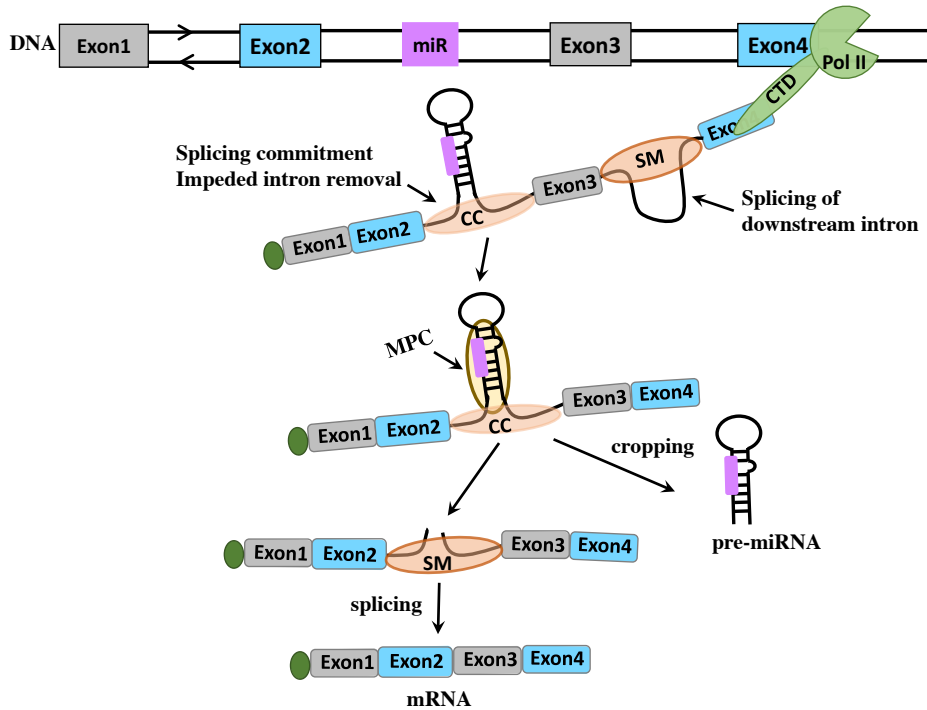 DNA Exon1 Exon2 miR Exon3 Exon4 Pol II
CTD
Splicing commitment
Impeded intron removal
Exon1 Exon2 CC Exon3 SM
Splicing of
downstream intron
MPC
Exon1 Exon2 CC Exon3 Exon4
cropping
pre-miRNA
Exon1 Exon2 SM Exon3 Exon4
splicing
Exon1 Exon2 Exon3 Exon4
mRNA